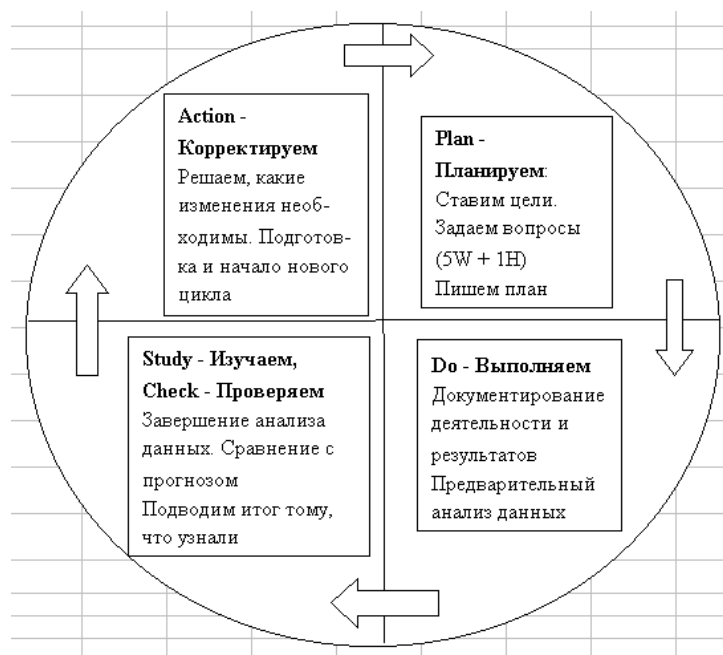 Action -
Корректируем
Решаем, какие
изменения необ-
ходимы. Подготов-
ка и начало нового
цикла
Plan -
Планируем:
Ставим цели.
Задаем вопросы
(5W + 1H)
Пишем план
Study - Изучаем,
Check - Проверяем
Завершение анализа
данных. Сравнение с
прогнозом
Подводим итог тому,
что узнали
Do - Выполняем
Документирование
деятельности и
результатов
Предварительный
анализ данных